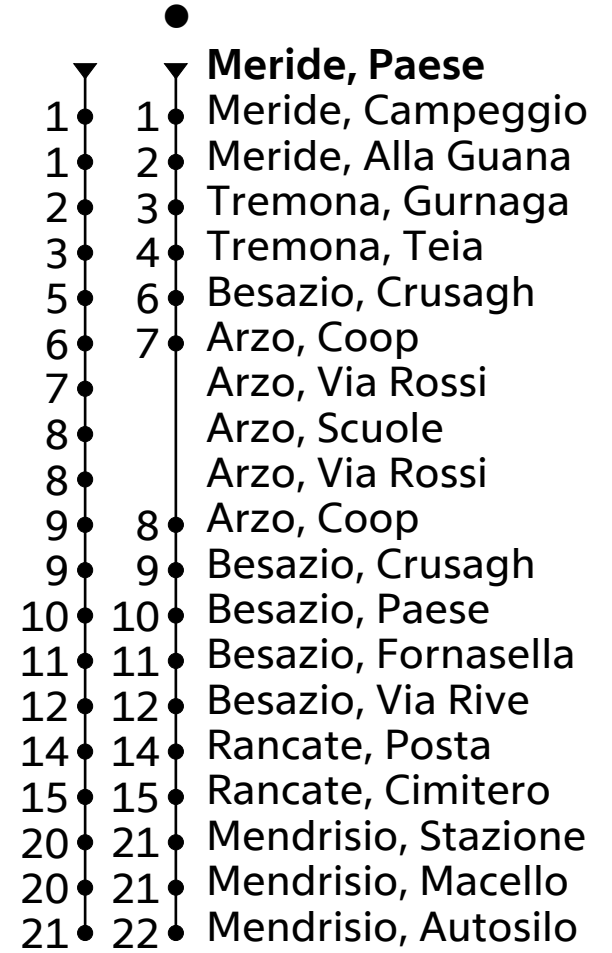 Meride, Paese
1 1 Meride, Campeggio
1 2 Meride, Alla Guana
2 3 Tremona, Gurnaga
3 4 Tremona, Teia
5 6 Besazio, Crusagh
6 7 Arzo, Coop
7 Arzo, Via Rossi
8 Arzo, Scuole
8 Arzo, Via Rossi
9 8 Arzo, Coop
9 9 Besazio, Crusagh
10 10 Besazio, Paese
11 11 Besazio, Fornasella
12 12 Besazio, Via Rive
14 14 Rancate, Posta
15 15 Rancate, Cimitero
20 21 Mendrisio, Stazione
20 21 Mendrisio, Macello
21 22 Mendrisio, Autosilo